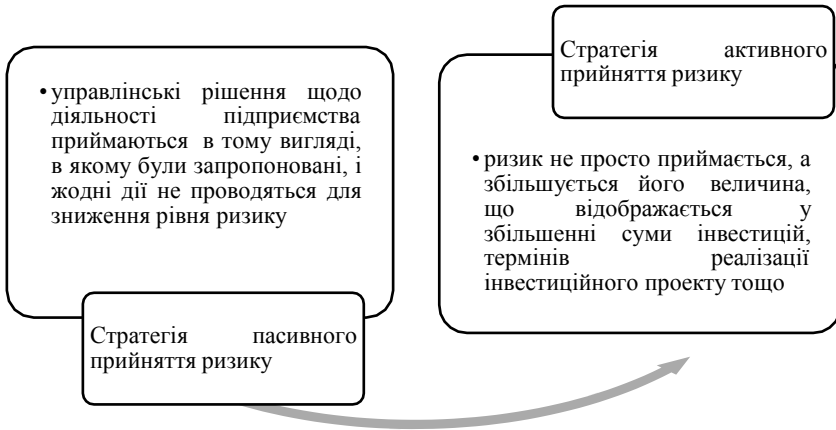 • управлінські рішення щодо
діяльності підприємства
приймаються в тому вигляді,
в якому були запропоновані, і
жодні дії не проводяться для
зниження рівня ризику
Стратегія пасивного
прийняття ризику
Стратегія активного
прийняття ризику
• ризик не просто приймається, а
збільшується його величина,
що відображається у
збільшенні суми інвестицій,
термінів реалізації
інвестиційного проекту тощо